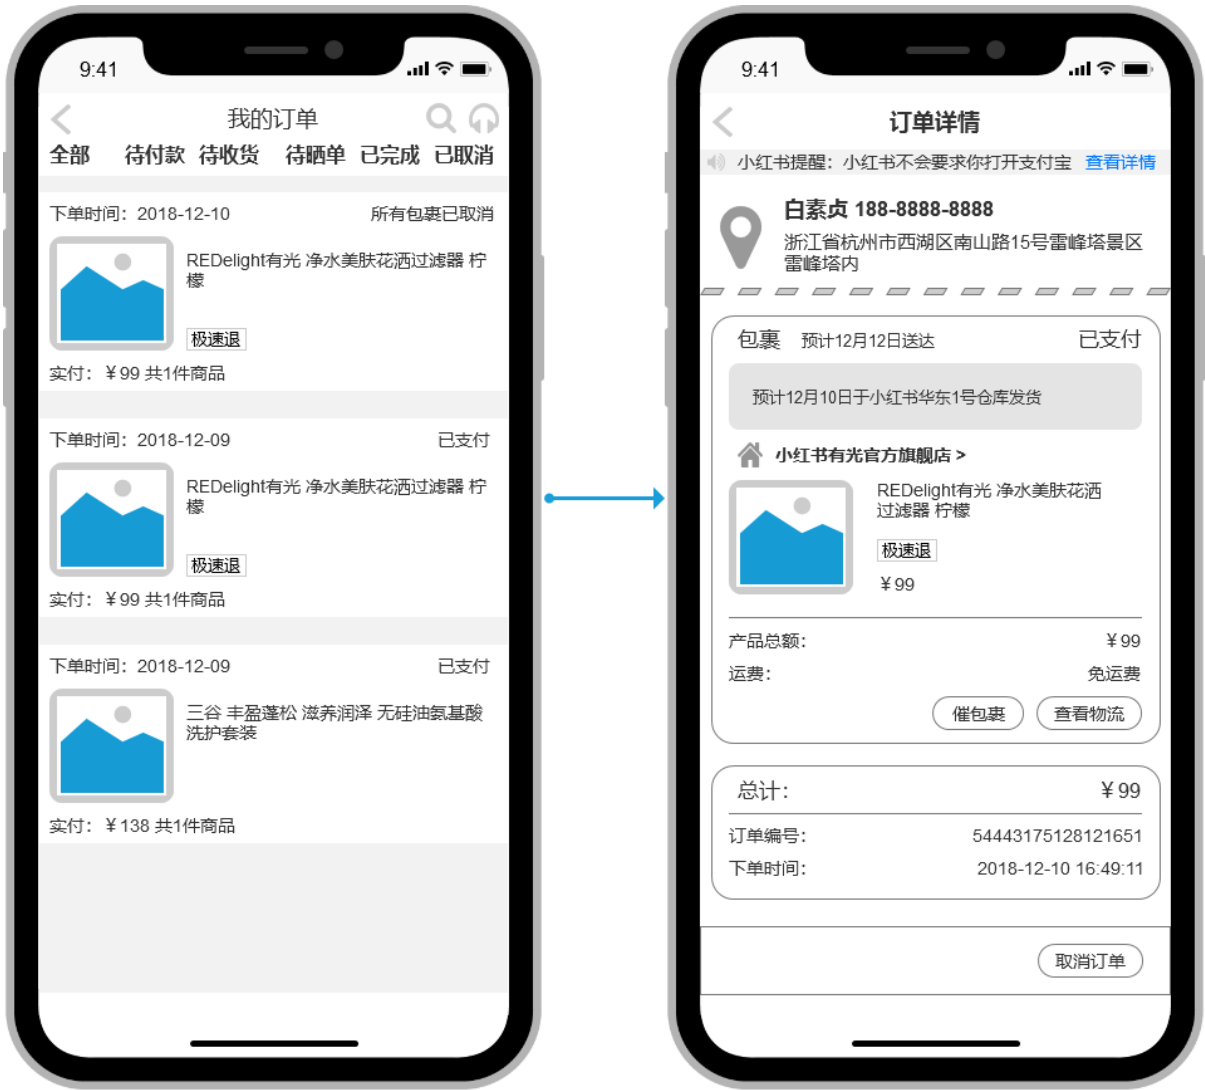 9:41
我的订单
全部 待付款 待收货 待晒单 已完成 已取消
下单时间：2018-12-10 所有包裹已取消
REDelight有光 净水美肤花洒过滤器 柠
檬
极速退
实付：￥99 共1件商品
下单时间：2018-12-09 已支付
REDelight有光 净水美肤花洒过滤器 柠
檬
极速退
实付：￥99 共1件商品
下单时间：2018-12-09 已支付
三谷 丰盈蓬松 滋养润泽 无硅油氨基酸
洗护套装
实付：￥138 共1件商品
9:41
订单详情
小红书提醒：小红书不会要求你打开支付宝 查看详情
白素贞 188-8888-8888
浙江省杭州市西湖区南山路15号雷峰塔景区
雷峰塔内
包裹 预计12月12日送达 已支付
预计12月10日于小红书华东1号仓库发货
小红书有光官方旗舰店 >
REDelight有光 净水美肤花洒
过滤器 柠檬
极速退
￥99
产品总额： ￥99
运费： 免运费
催包裹 查看物流
总计： ￥99
订单编号： 54443175128121651
下单时间： 2018-12-10 16:49:11
取消订单